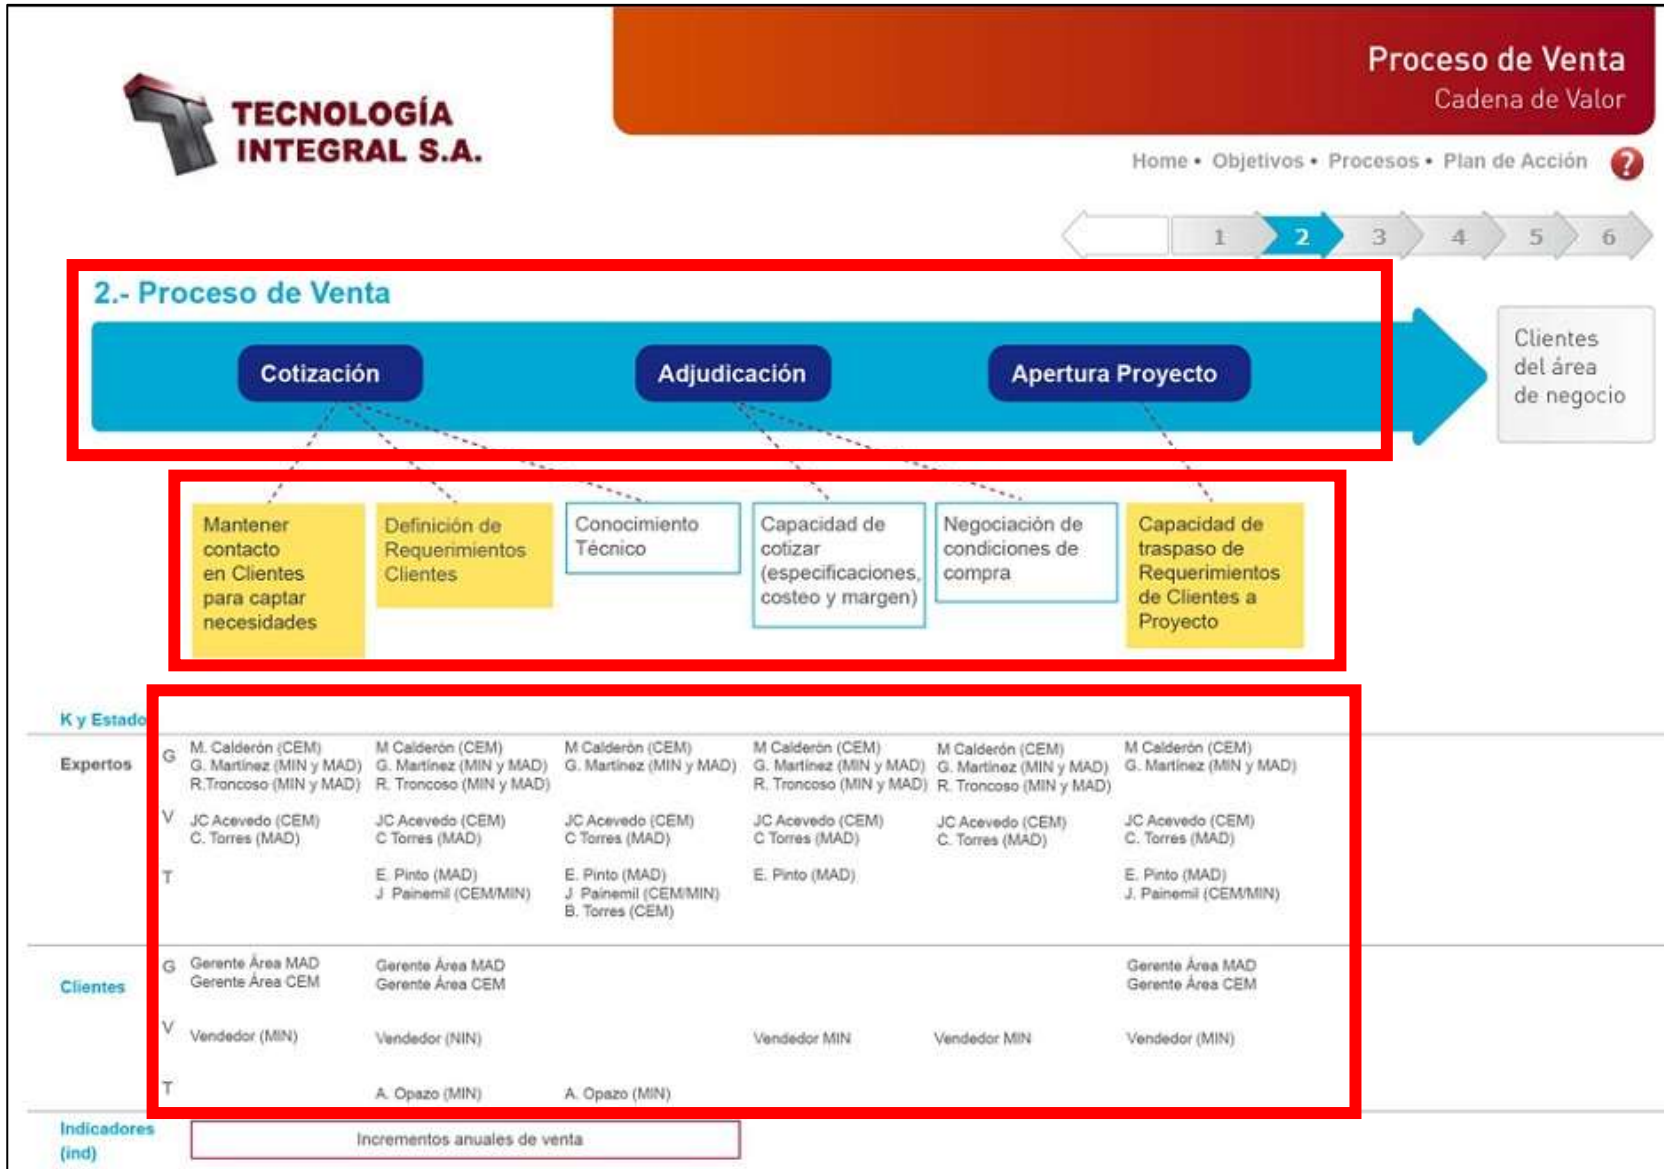 Proceso de Venta
Cadena de Valor
TECNOLOGÍA
INTEGRAL S.A.
Home • Objetivos • Procesos • Plan de Acción ?
1 2 3 4 5 6
2.- Proceso de Venta
Cotización
Adjudicación
Apertura Proyecto
Clientes
del área
de negocio
Mantener
contacto
en Clientes
para captar
necesidades
Definición de
Requerimientos
Clientes
Conocimiento
Técnico
Capacidad de
cotizar
(especificaciones,
costeo y margen)
Negociación de
condiciones de
compra
Capacidad de
traspaso de
Requerimientos
de Clientes a
Proyecto
K y Estado
Expertos
G
M. Calderón (CEM)
G. Martínez (MIN y MAD)
R.Troncoso (MIN y MAD)
M Calderón (CEM)
G. Martínez (MIN y MAD)
R. Troncoso (MIN y MAD)
M Calderón (CEM)
G. Martínez (MIN y MAD)
M Calderón (CEM)
G. Martínez (MIN y MAD)
R. Troncoso (MIN y MAD)
M Calderón (CEM)
G. Martínez (MIN y MAD)
R. Troncoso (MIN y MAD)
M Calderón (CEM)
G. Martínez (MIN y MAD)
V
JC Acevedo (CEM)
C. Torres (MAD)
JC Acevedo (CEM)
C Torres (MAD)
JC Acevedo (CEM)
C Torres (MAD)
JC Acevedo (CEM)
C Torres (MAD)
JC Acevedo (CEM)
C. Torres (MAD)
JC Acevedo (CEM)
C. Torres (MAD)
T
E. Pinto (MAD)
J Painemil (CEM/MIN)
E. Pinto (MAD)
J Painemil (CEM/MIN)
B. Torres (CEM)
E. Pinto (MAD)
E. Pinto (MAD)
J. Painemil (CEM/MIN)
Clientes
G
Gerente Área MAD
Gerente Área CEM
Gerente Área MAD
Gerente Área CEM
Gerente Área MAD
Gerente Área CEM
V
Vendedor (MIN)
Vendedor (NIN)
Vendedor MIN
Vendedor MIN
Vendedor (MIN)
T
A. Opazo (MIN)
A. Opazo (MIN)
Indicadores
(ind)
Incrementos anuales de venta